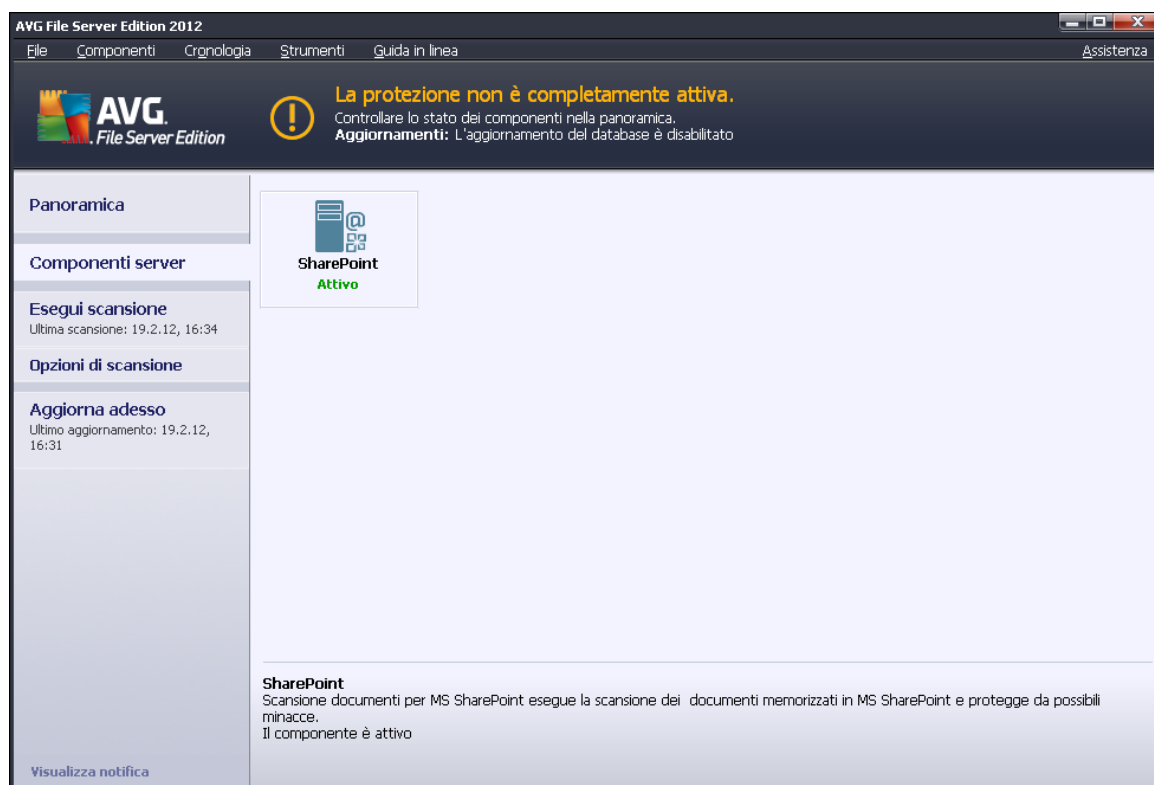 AVG File Server Edition 2012
File Componenti Cronologia Strumenti Guida in linea Assistenza
AVG.
File Server Edition
La protezione non è completamente attiva.
Controllare lo stato dei componenti nella panoramica.
Aggiornamenti: L'aggiornamento del database è disabilitato
Panoramica
Componenti server
Esegui scansione
Ultima scansione: 19.2.12, 16:34
Opzioni di scansione
Aggiorna adesso
Ultimo aggiornamento: 19.2.12,
16:31
Visualizza notifica
SharePoint
Attivo
SharePoint
Scansione documenti per MS SharePoint esegue la scansione dei documenti memorizzati in MS SharePoint e protegge da possibili
minacce.
Il componente è attivo